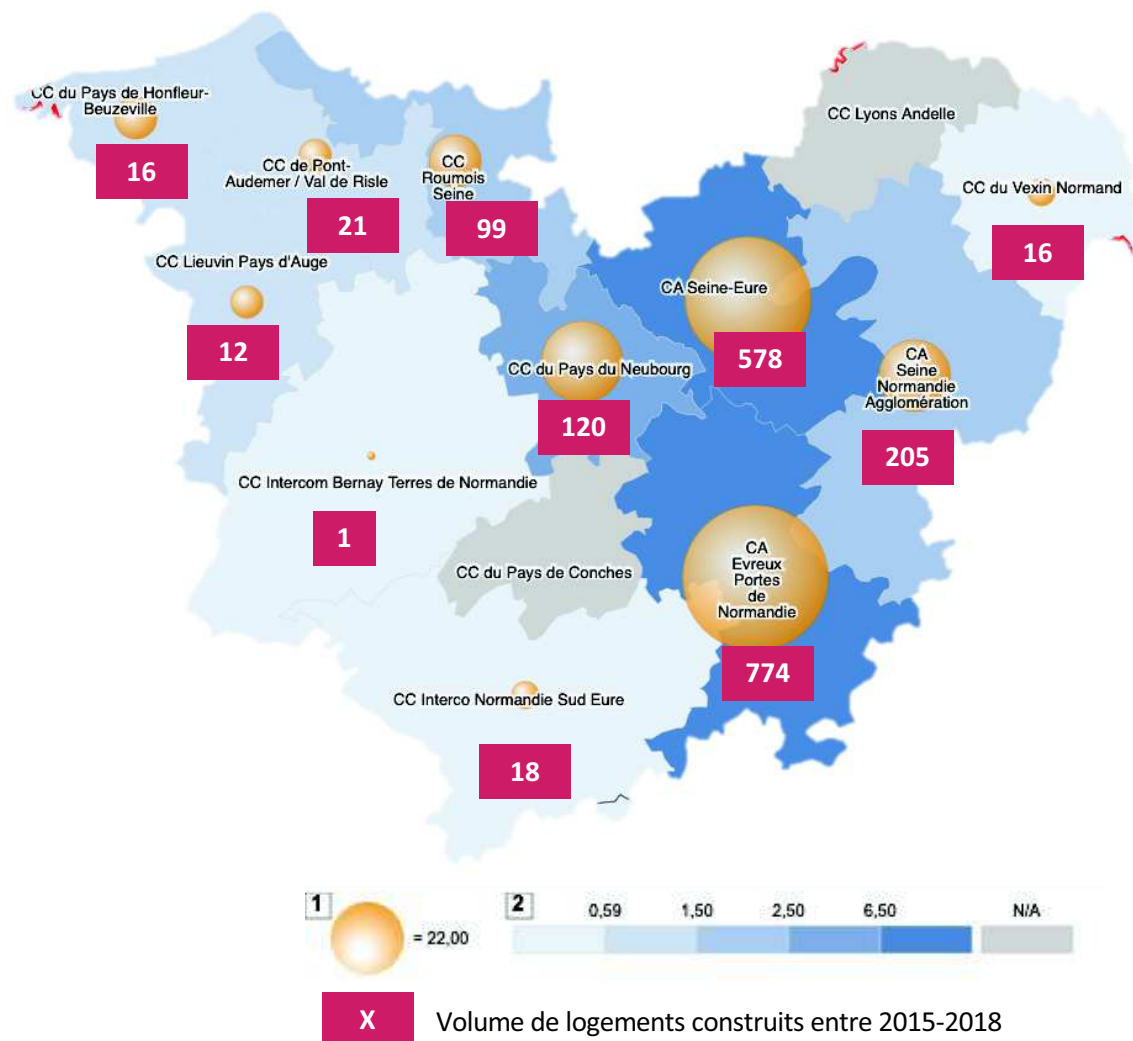 CC du Pays de Honfleur-
Beuzeville
16
CC de Pont-
Audemer / Val de Risle
21
CC
Roumois
Seine
99
CC Lyons Andelle
CC du Vexin Normand
16
CC Lieuvin Pays d'Auge
12
CA Seine-Eure
578
CC du Pays du Neubourg
120
CA
Seine
Normandie
Agglomération
205
CC Intercom Bernay Terres de Normandie
1
CC du Pays de Conches
CA
Evreux
Portes
de
Normandie
774
CC Interco Normandie Sud Eure
18
1
= 22,00
2
0,59 1,50 2,50 6,50 N/A
X Volume de logements construits entre 2015-2018